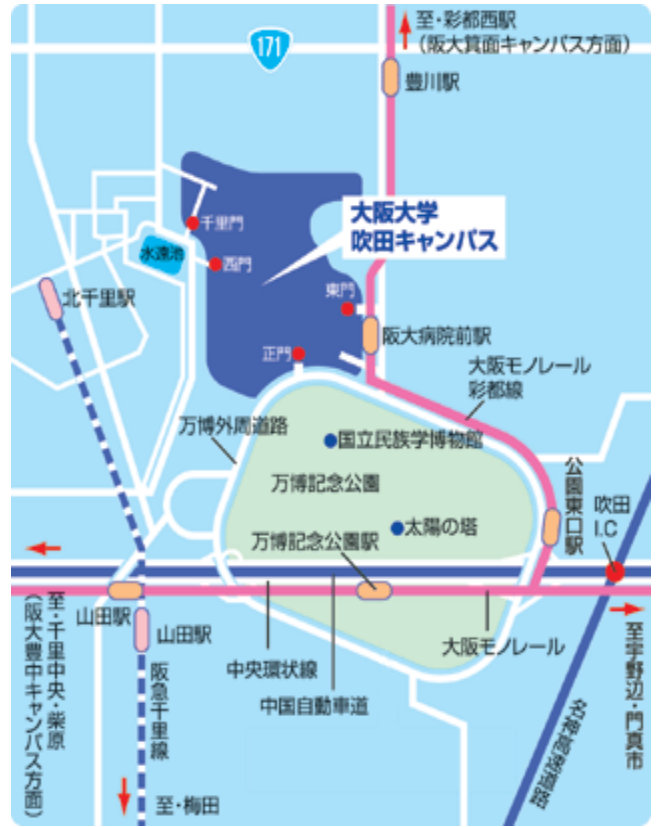 至・彩都西駅
(阪大箕面キャンパス方面)
171
豊川駅
大阪大学
吹田キャンパス
千里門
水遠池
西門
北千里駅
東門
阪大病院前駅
正門
大阪モノレール
彩都線
万博外周道路
国立民族学博物館
万博記念公園
公園東口駅
吹田
I.C
太陽の塔
万博記念公園駅
山田駅
山田駅
至・千里中央・柴原
(阪大豊中キャンパス方面)
中央環状線
大阪モノレール
中国自動車道
至宇野辺・門真市
阪急千里線
名神高速道路
至・梅田